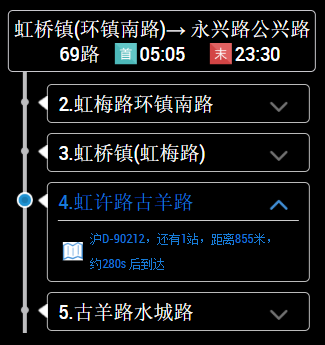 虹桥镇(环镇南路)→ 永兴路公兴路
69路 首 05:05 末 23:30
2.虹梅路环镇南路
3.虹桥镇(虹梅路)
4.虹许路古羊路
沪D-90212，还有1站，距离855米，
约280s 后到达
5.古羊路水城路